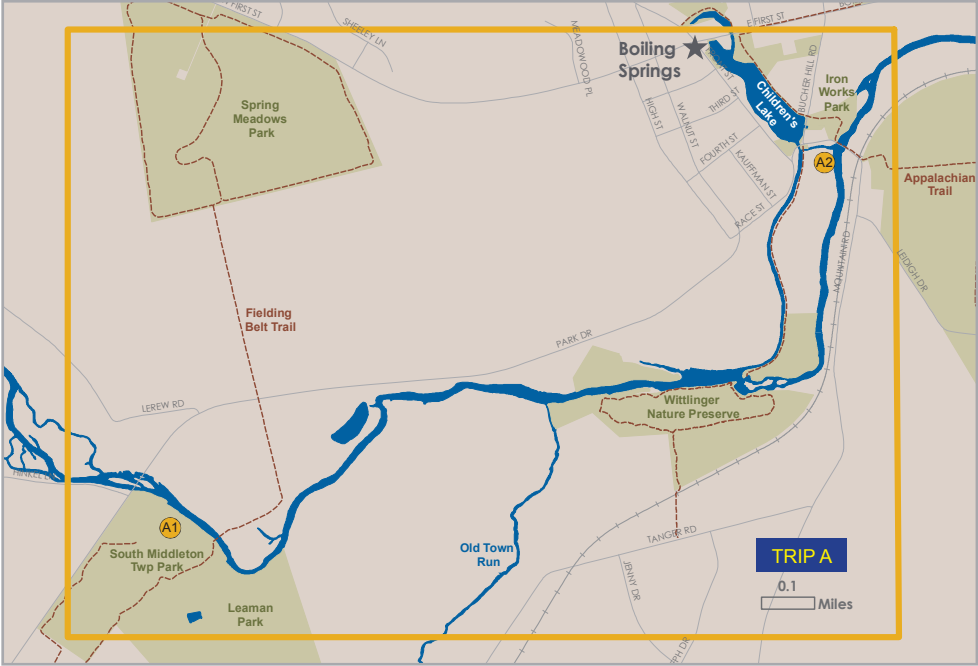 FIRST ST
SHEELEY LN
MEADOWOOD PL
E FIRST ST
Boiling
Springs
BUCHER HILL RD
Iron
Works
Park
Children's
Lake
HIGH ST
WALNUT ST
THIRD ST
FOURTH ST
KAUFFMAN ST
RACE ST
A2
Appalachian
Trail
Spring
Meadows
Park
MOUNTAIN RD
LEIDIGH DR
Fielding
Belt Trail
PARK DR
LEREW RD
Wittlinger
Nature Preserve
A1
South Middleton
Twp Park
Old Town
Run
TANGER RD
JENNY DR
TRIP A
0.1
Miles
Leaman
Park
PH DR